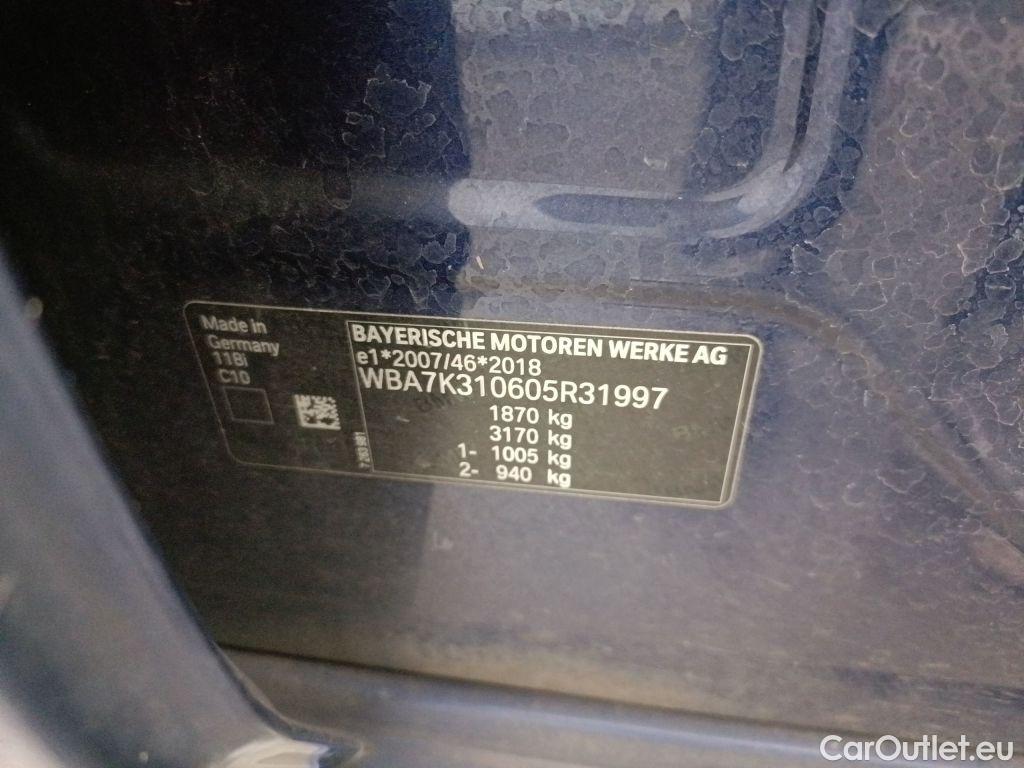 Made in
Germany
118i
C10
BAYERISCHE MOTOREN WERKE AG
e1*2007/46*2018
WBA7K310605R31997
1870 kg
3170 kg
1- 1005 kg
2- 940 kg
CarOutlet.eu